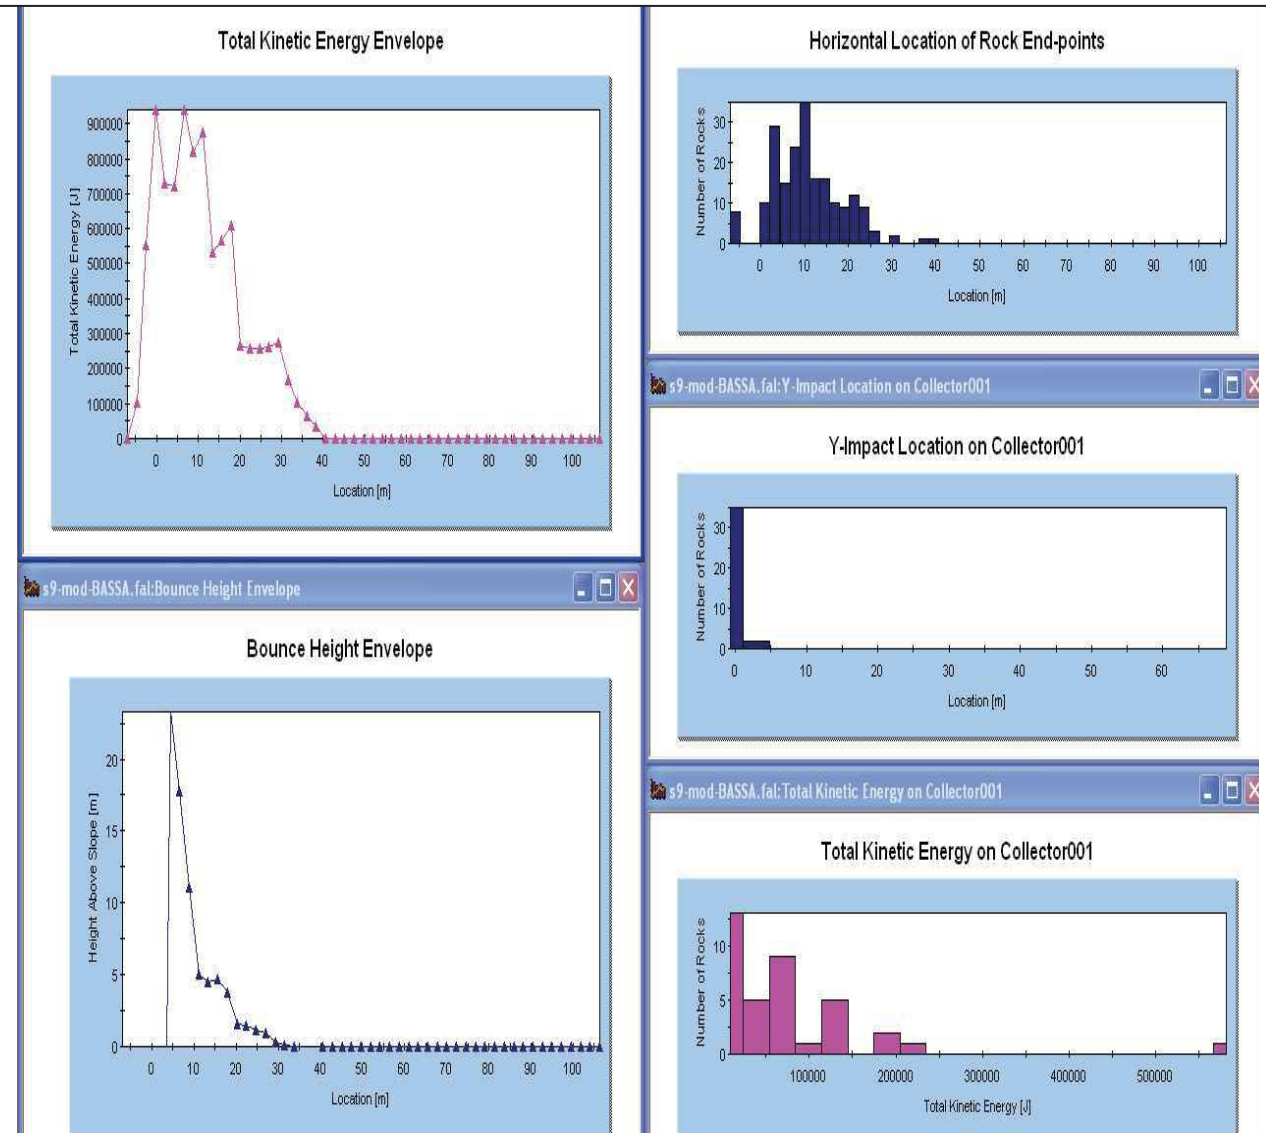 Total Kinetic Energy Envelope
900000
800000
700000
600000
500000
400000
300000
200000
100000
0
Total Kinetic Energy [J]
0 10 20 30 40 50 60 70 80 90 100
Location [m]
s9-mod-BASSA.fal:Bounce Height Envelope
Bounce Height Envelope
20
15
10
5
0
Height Above Slope [m]
0 10 20 30 40 50 60 70 80 90 100
Location [m]
Horizontal Location of Rock End-points
30
20
10
0
Number of Rocks
0 10 20 30 40 50 60 70 80 90 100
Location [m]
s9-mod-BASSA.fal:Y-Impact Location on Collector001
Y-Impact Location on Collector001
30
20
10
0
Number of Rocks
0 10 20 30 40 50 60
Location [m]
s9-mod-BASSA.fal:Total Kinetic Energy on Collector001
Total Kinetic Energy on Collector001
10
5
0
Number of Rocks
100000 200000 300000 400000 500000
Total Kinetic Energy [J]